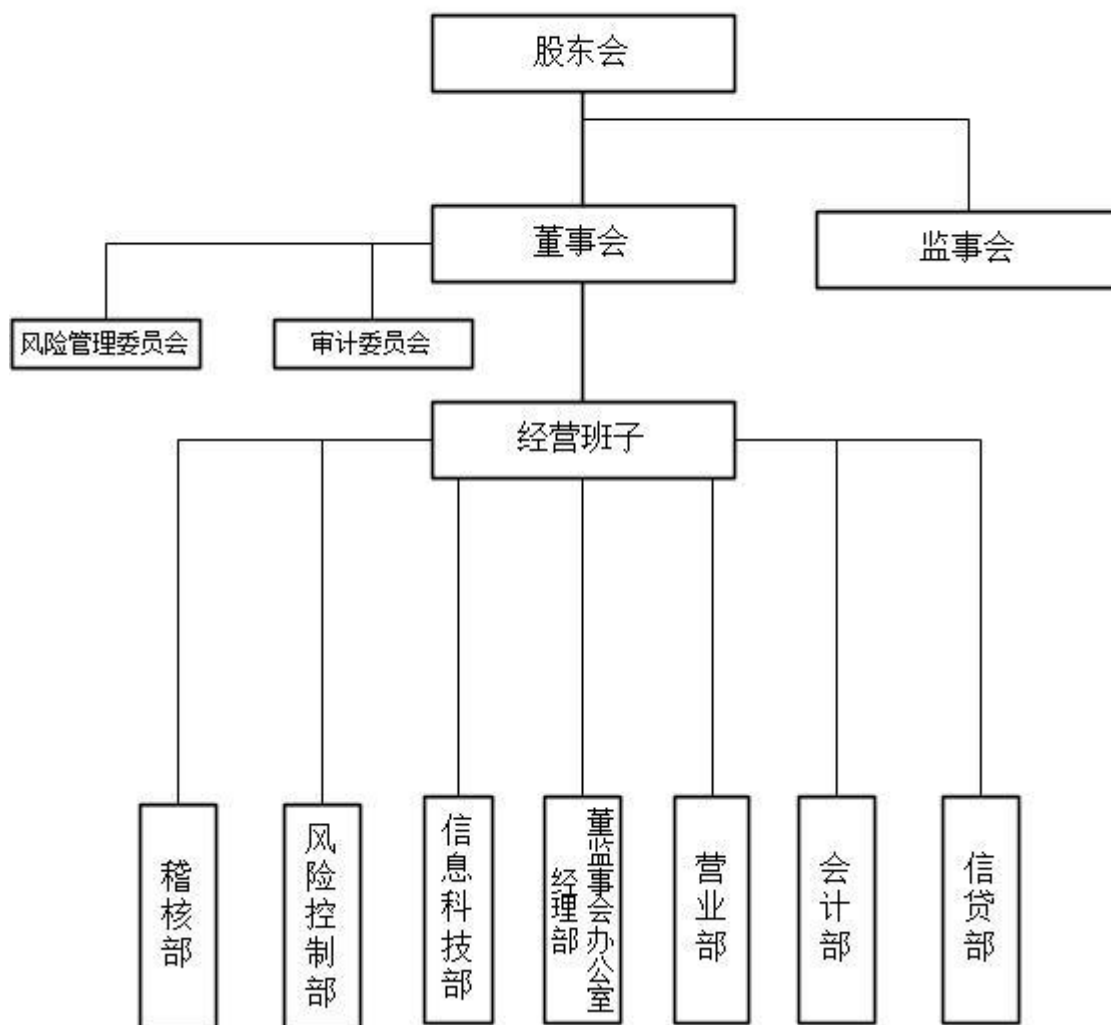 股东会
董事会
监事会
风险管理委员会
审计委员会
经营班子
稽核部
风险控制部
信息科技部
董监事会办公室
经理部
营业部
会计部
信贷部